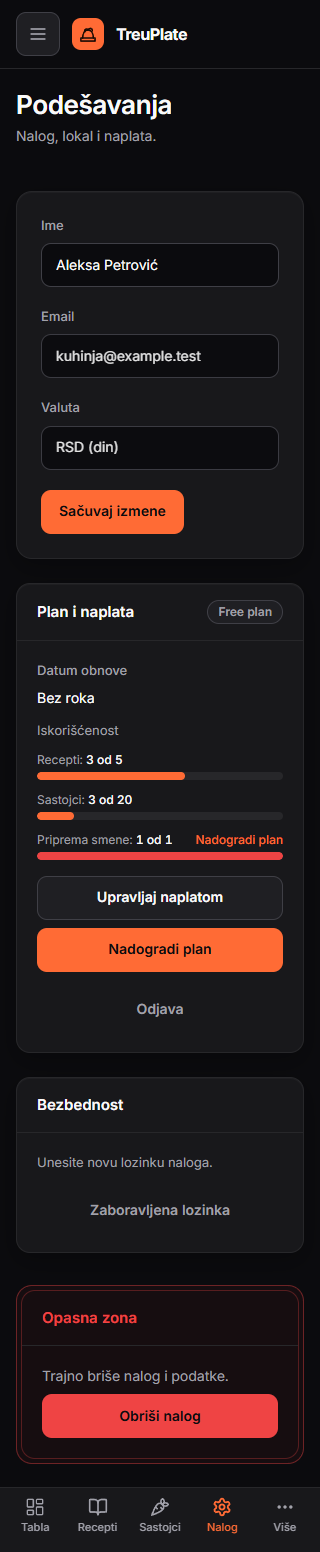 TreuPlate
Podešavanja
Nalog, lokal i naplata.
Ime
Aleksa Petrović
Email
kuhinja@example.test
Valuta
RSD (din)
Sačuvaj izmene
Plan i naplata
Free plan
Datum obnove
Bez roka
Iskorišćenost
Recepti: 3 od 5
Sastojci: 3 od 20
Priprema smene: 1 od 1 Nadogradi plan
Upravljaj naplatom
Nadogradi plan
Odjava
Bezbednost
Unesite novu lozinku naloga.
Zaboravljena lozinka
Opasna zona
Trajno briše nalog i podatke.
Obriši nalog
Tabla Recepti Sastojci Nalog Više